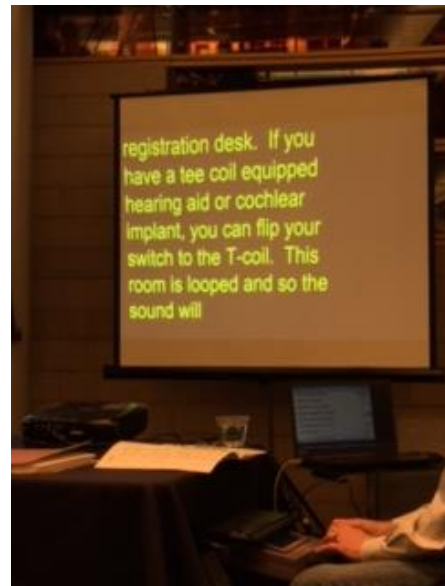 registration desk.  If you
have a tee coil equipped
hearing aid or cochlear
implant, you can flip your
switch to the T-coil.  This
room is looped and so the
sound will